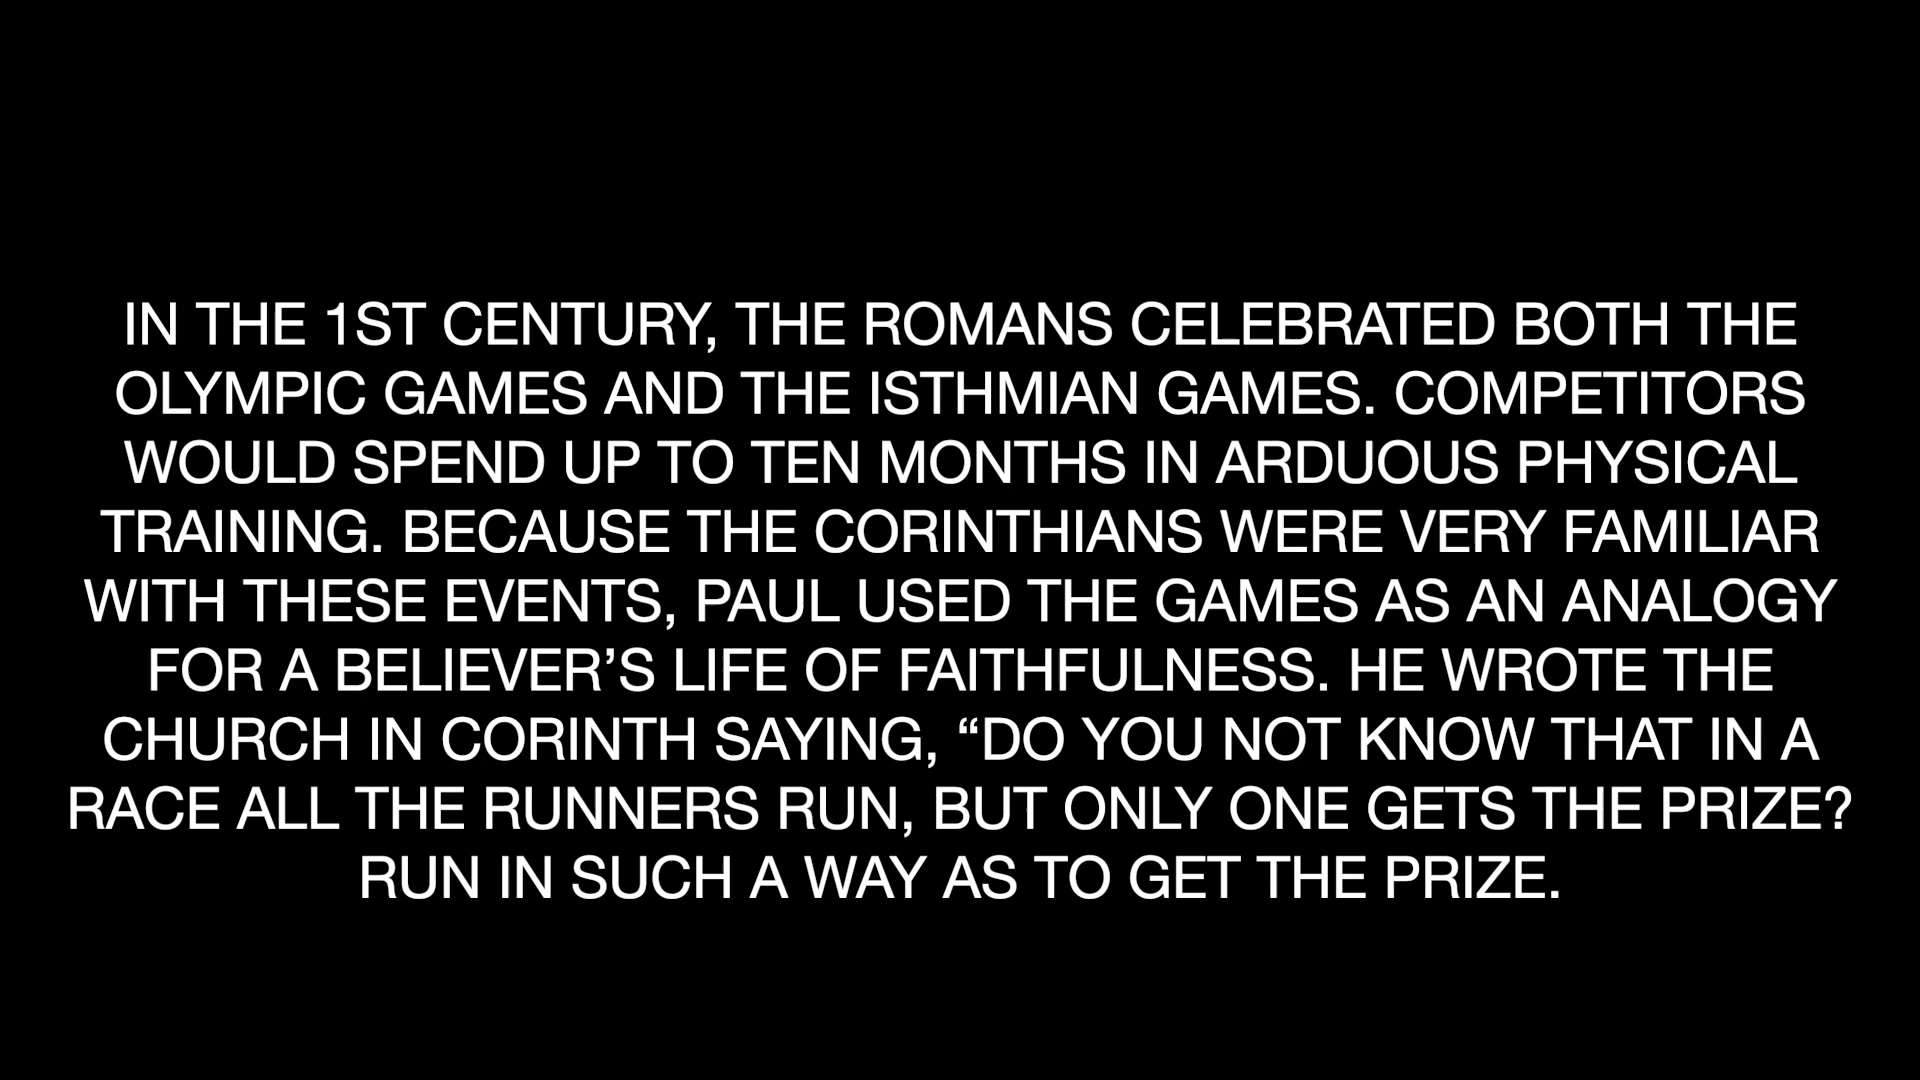 IN THE 1ST CENTURY, THE ROMANS CELEBRATED BOTH THE
OLYMPIC GAMES AND THE ISTHMIAN GAMES. COMPETITORS
WOULD SPEND UP TO TEN MONTHS IN ARDUOUS PHYSICAL
TRAINING. BECAUSE THE CORINTHIANS WERE VERY FAMILIAR
WITH THESE EVENTS, PAUL USED THE GAMES AS AN ANALOGY
FOR A BELIEVER’S LIFE OF FAITHFULNESS. HE WROTE THE
CHURCH IN CORINTH SAYING, “DO YOU NOT KNOW THAT IN A
RACE ALL THE RUNNERS RUN, BUT ONLY ONE GETS THE PRIZE?
RUN IN SUCH A WAY AS TO GET THE PRIZE.